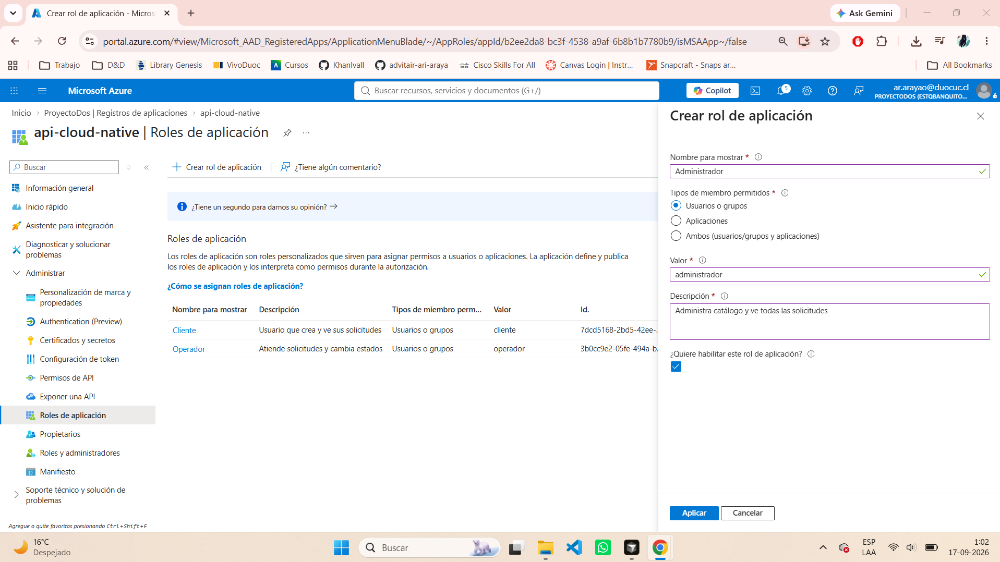 Crear rol de aplicación - Micros
Ask Gemini
portal.azure.com/#view/Microsoft_AAD_RegisteredApps/ApplicationMenuBlade/~/AppRoles/appId/b2ee2da8-bc3f-4538-a9af-6b8b1b7780b9/isMSAApp~/false
Trabajo
D&D
Library Genesis
VivoDuoc
Cursos
Khanlvall
advitair-ari-araya
Cisco Skills For All
Canvas Login | Instr...
Snapcraft - Snaps ar...
All Bookmarks
Microsoft Azure
Buscar recursos, servicios y documentos (G+/)
Copilot
5
ar.arayao@duocuc.cl
PROYECTODOS (ESTQBANQUITO...
Inicio > ProyectoDos | Registros de aplicaciones > api-cloud-native
api-cloud-native | Roles de aplicación
Buscar
Información general
Inicio rápido
Asistente para integración
Diagnosticar y solucionar
problemas
Administrar
Personalización de marca y
propiedades
Authentication (Preview)
Certificados y secretos
Configuración de token
Permisos de API
Exponer una API
Roles de aplicación
Propietarios
Roles y administradores
Manifiesto
Soporte técnico y solución de
problemas
Agregue o quite favoritos presionando Ctrl+Shift+F
Crear rol de aplicación
¿Tiene algún comentario?
¿Tiene un segundo para darnos su opinión?
Roles de aplicación
Los roles de aplicación son roles personalizados que sirven para asignar permisos a usuarios o aplicaciones. La aplicación define y publica
los roles de aplicación y los interpreta como permisos durante la autorización.
¿Cómo se asignan roles de aplicación?
Nombre para mostrar Descripción Tipos de miembro perm... Valor Id.
Cliente Usuario que crea y ve sus solicitudes Usuarios o grupos cliente 7dcd5168-2bd5-42ee-...
Operador Atiende solicitudes y cambia estados Usuarios o grupos operador 3b0cc9e2-05fe-494a-b...
Crear rol de aplicación
Nombre para mostrar *
Administrador
Tipos de miembro permitidos *
Usuarios o grupos
Aplicaciones
Ambos (usuarios/grupos y aplicaciones)
Valor *
administrador
Descripción *
Administra catálogo y ve todas las solicitudes
¿Quiere habilitar este rol de aplicación?
Aplicar
Cancelar
16°C
Despejado
Buscar
ESP
LAA
1:02
17-09-2026